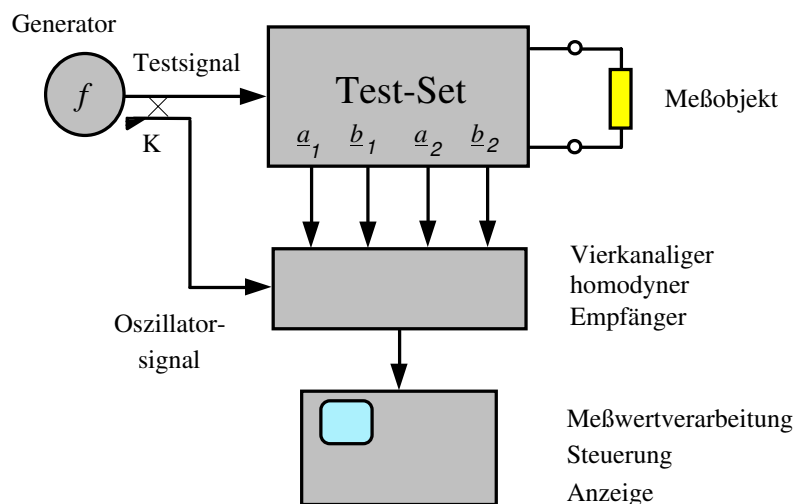 Generator
Testsignal
f
Test-Set
Meßobjekt
K
a1 b1 a2 b2
Vierkanaliger
homodyner
Empfänger
Oszillator-
signal
Meßwertverarbeitung
Steuerung
Anzeige